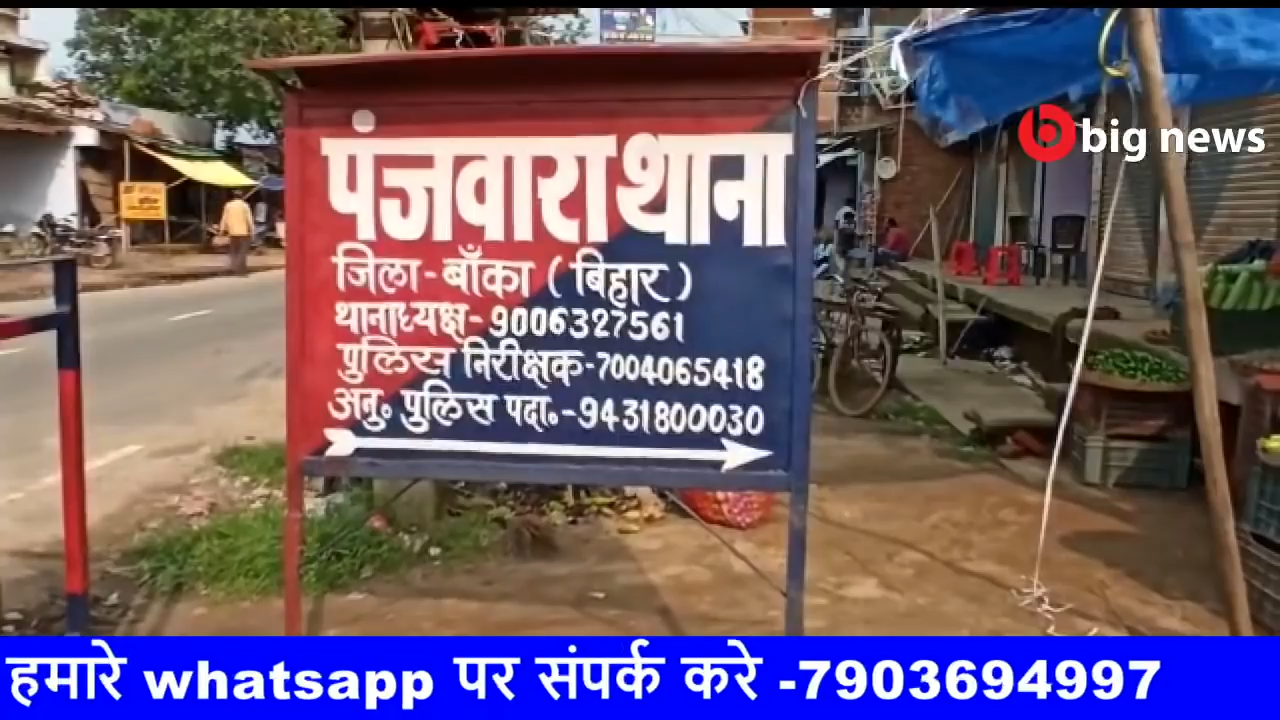 big news
पंजवारा थाना
जिला - बाँका ( बिहार )
थानाध्यक्ष - 9006327561
पुलिस निरीक्षक - 7004065418
अनु० पुलिस पदा० - 9431800030
हमारे whatsapp पर संपर्क करे -7903694997